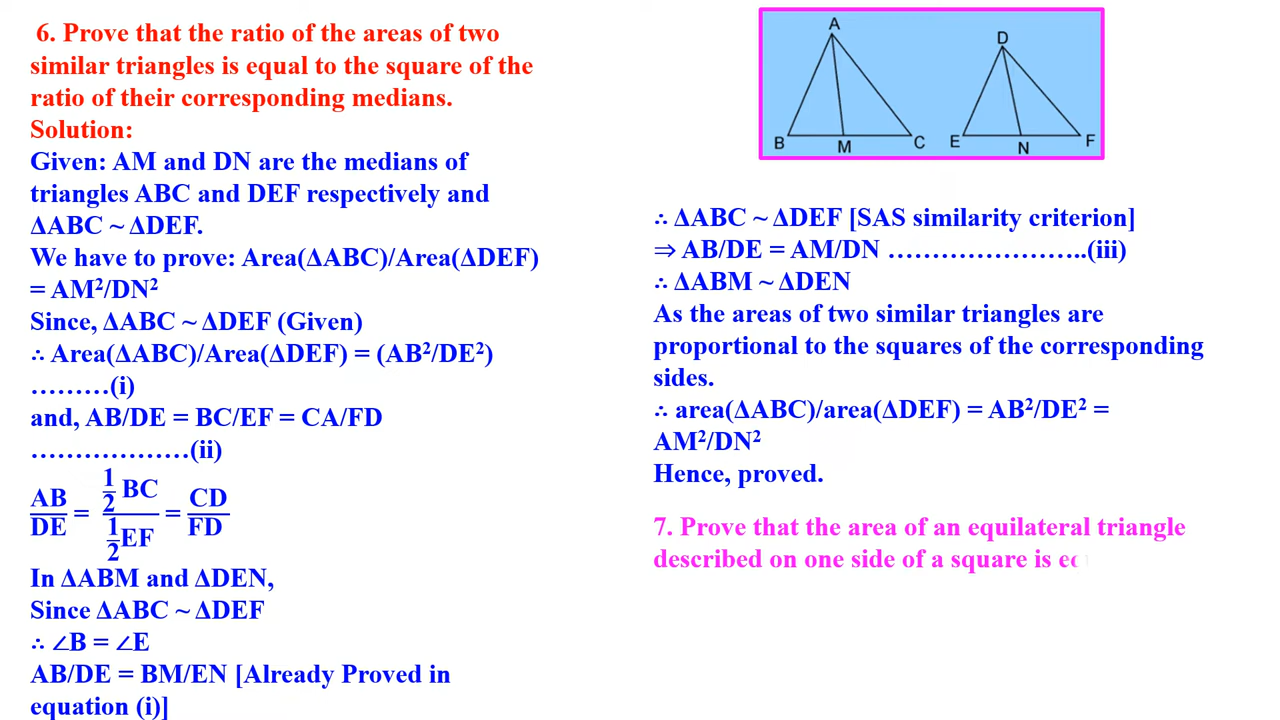 6. Prove that the ratio of the areas of two
similar triangles is equal to the square of the
ratio of their corresponding medians.
Solution:
Given: AM and DN are the medians of
triangles ABC and DEF respectively and
ΔABC ~ ΔDEF.
We have to prove: Area(ΔABC)/Area(ΔDEF)
= AM²/DN²
Since, ΔABC ~ ΔDEF (Given)
∴ Area(ΔABC)/Area(ΔDEF) = (AB²/DE²)
………(i)
and, AB/DE = BC/EF = CA/FD
………………(ii)
AB/DE = (½ BC)/(½EF) = CD/FD
In ΔABM and ΔDEN,
Since ΔABC ~ ΔDEF
∴ ∠B = ∠E
AB/DE = BM/EN [Already Proved in
equation (i)]
A
B
M
C
D
E
N
F
∴ ΔABC ~ ΔDEF [SAS similarity criterion]
⇒ AB/DE = AM/DN …………………..(iii)
∴ ΔABM ~ ΔDEN
As the areas of two similar triangles are
proportional to the squares of the corresponding
sides.
∴ area(ΔABC)/area(ΔDEF) = AB²/DE² =
AM²/DN²
Hence, proved.
7. Prove that the area of an equilateral triangle
described on one side of a square is